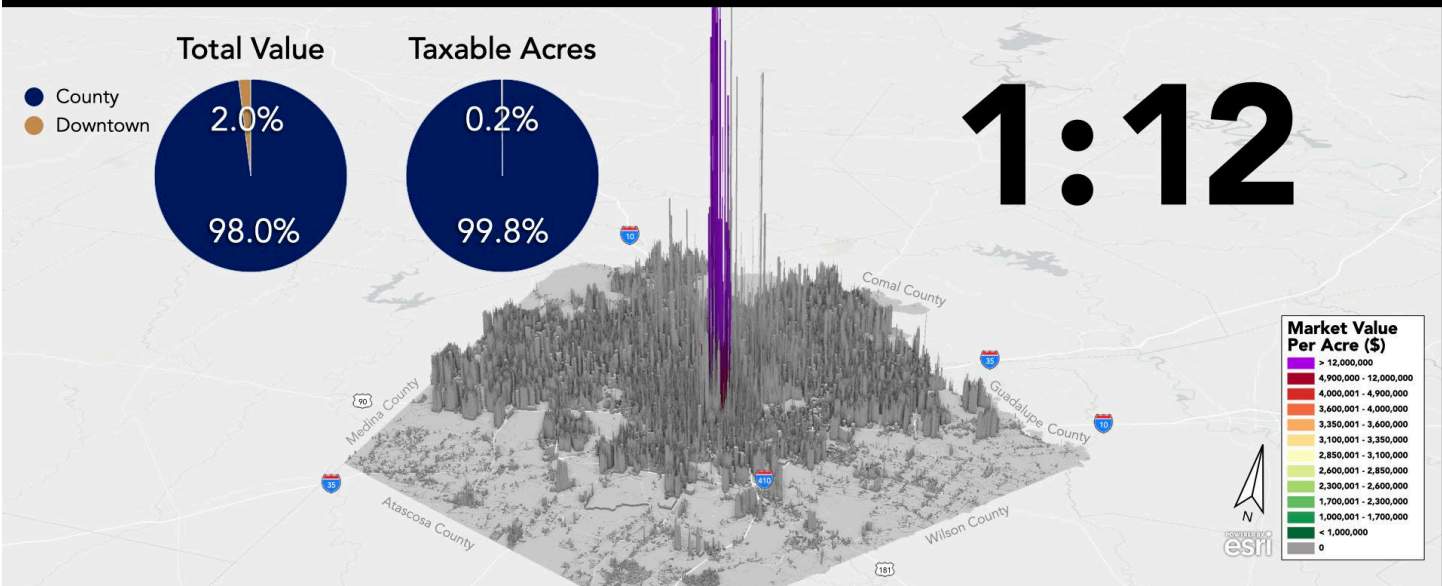 Total Value
Taxable Acres
County
Downtown
2.0%
98.0%
0.2%
99.8%
1:12
10
Comal County
35
Guadalupe County
10
90
Medina County
35
410
Atascosa County
Wilson County
181
N
POWERED BY
esri
Market Value
Per Acre ($)
> 12,000,000
4,900,000 - 12,000,000
4,000,001 - 4,900,000
3,600,001 - 4,000,000
3,350,001 - 3,600,000
3,100,001 - 3,350,000
2,850,001 - 3,100,000
2,600,001 - 2,850,000
2,300,001 - 2,600,000
1,700,001 - 2,300,000
1,000,001 - 1,700,000
< 1,000,000
0